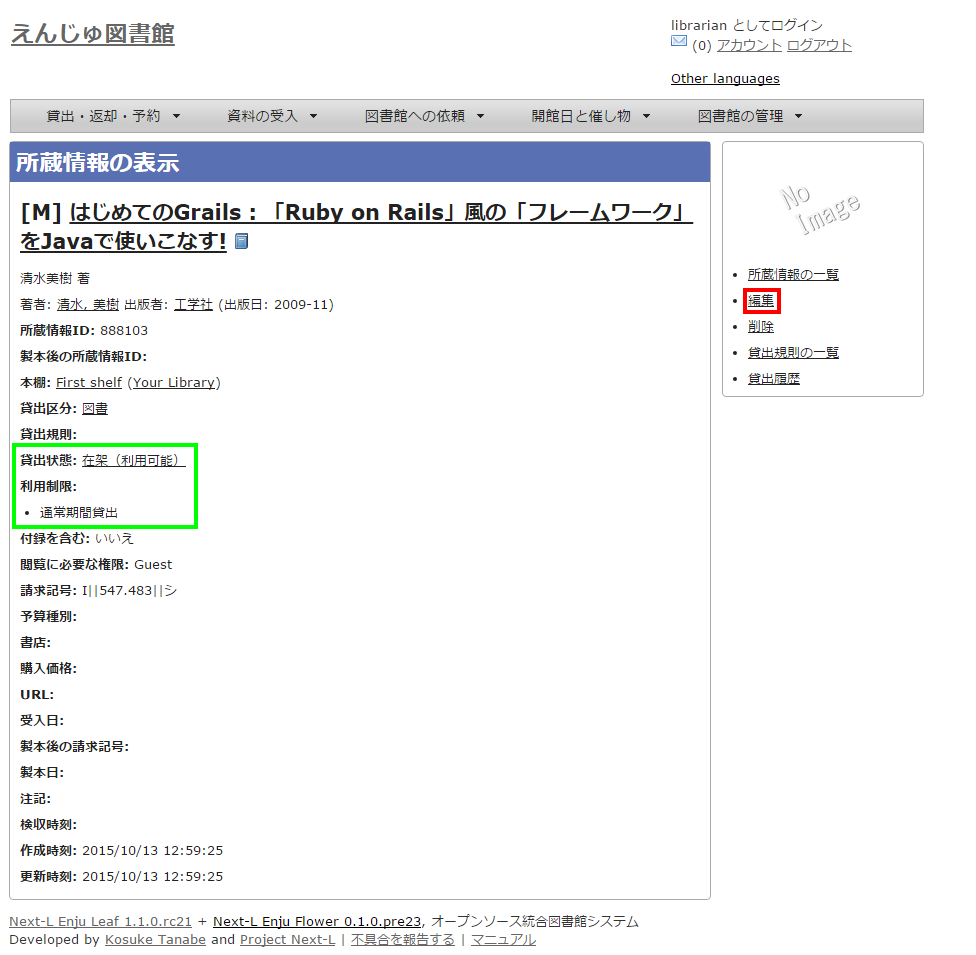 えんじゅ図書館
librarian としてログイン
(0) アカウント ログアウト
Other languages
貸出・返却・予約 資料の受入 図書館への依頼 開館日と催し物 図書館の管理
所蔵情報の表示
[M] はじめてのGrails : 「Ruby on Rails」風の「フレームワーク」
をJavaで使いこなす!
清水美樹 著
著者: 清水, 美樹 出版者: 工学社 (出版日: 2009-11)
所蔵情報ID: 888103
製本後の所蔵情報ID:
本棚: First shelf (Your Library)
貸出区分: 図書
貸出規則:
貸出状態: 在架（利用可能）
利用制限:
• 通常期間貸出
付録を含む: いいえ
閲覧に必要な権限: Guest
請求記号: I||547.483||シ
予算種別:
書店:
購入価格:
URL:
受入日:
製本後の請求記号:
製本日:
注記:
検収時刻:
作成時刻: 2015/10/13 12:59:25
更新時刻: 2015/10/13 12:59:25
No
Image
• 所蔵情報の一覧
• 編集
• 削除
• 貸出規則の一覧
• 貸出履歴
Next-L Enju Leaf 1.1.0.rc21 + Next-L Enju Flower 0.1.0.pre23, オープンソース統合図書館システム
Developed by Kosuke Tanabe and Project Next-L | 不具合を報告する | マニュアル